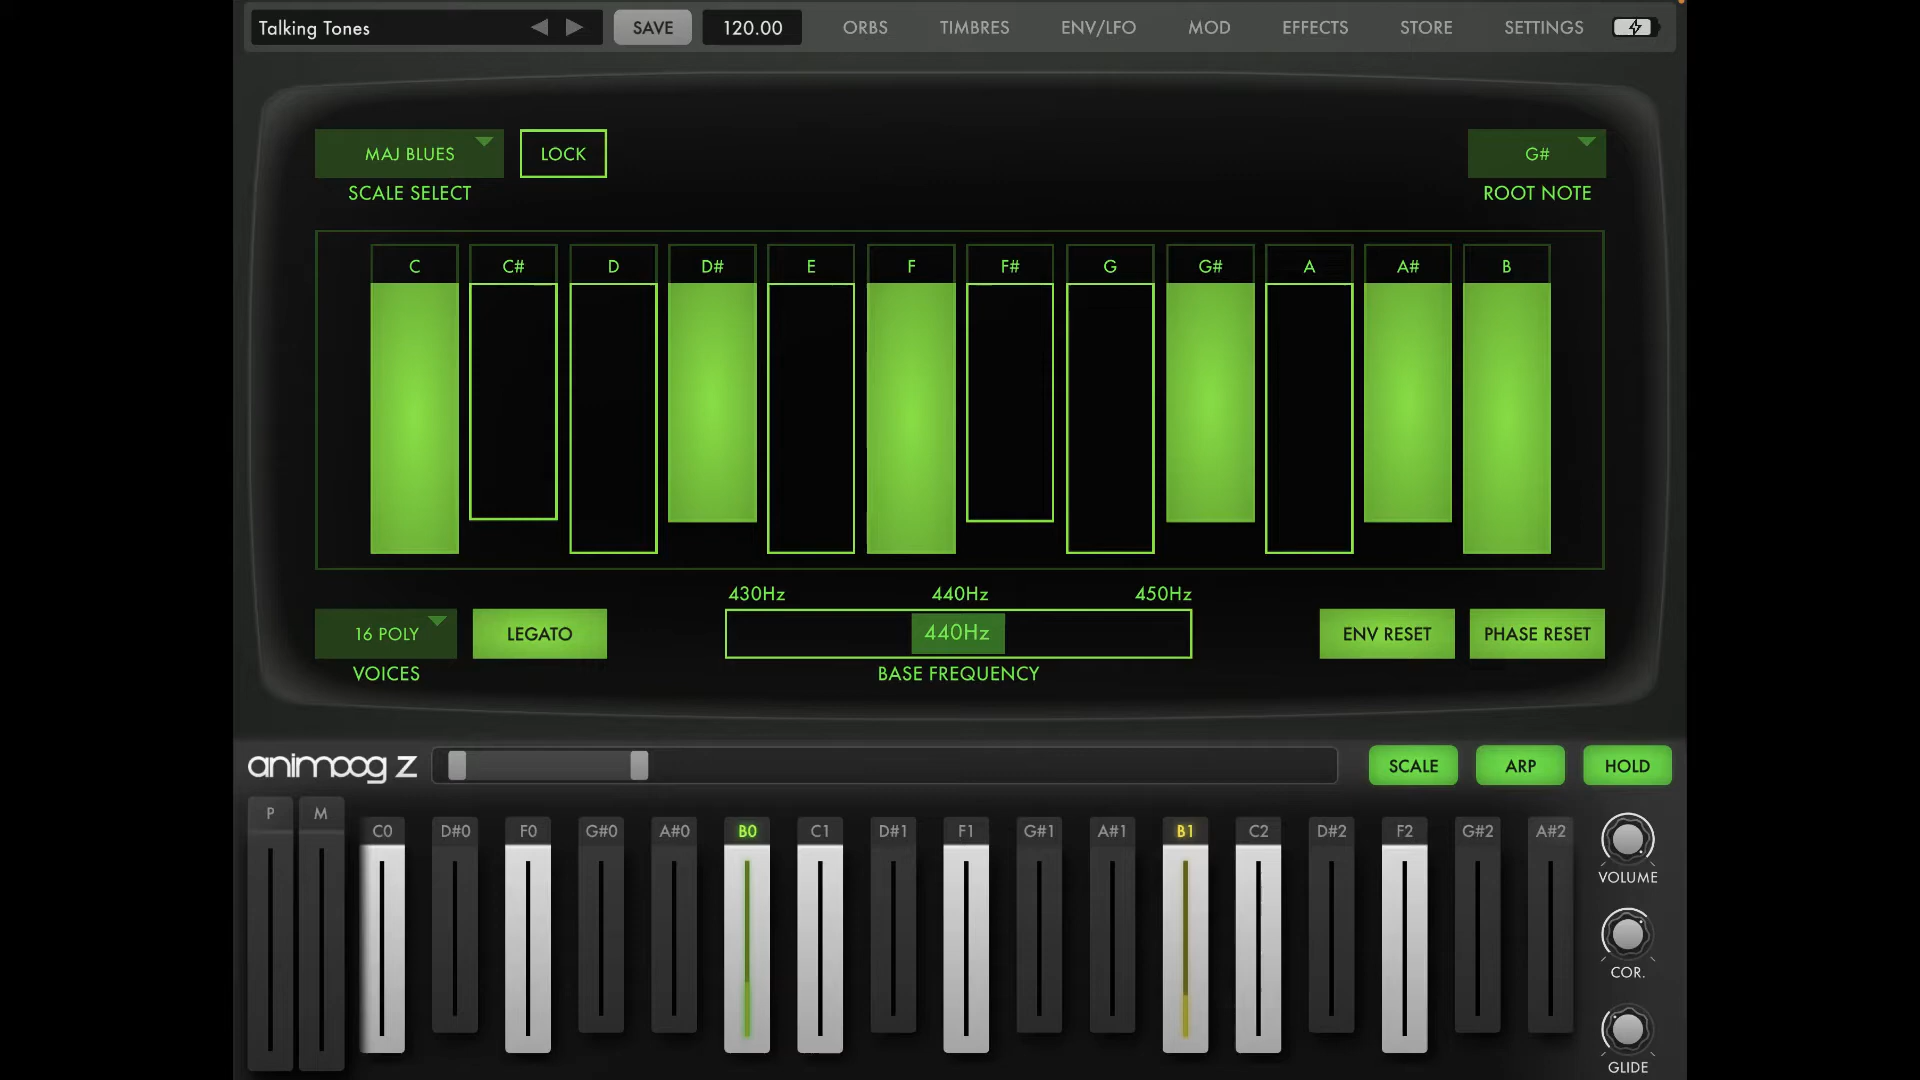 Talking Tones SAVE 120.00 ORBS TIMBRES ENV/LFO MOD EFFECTS STORE SETTINGS
MAJ BLUES LOCK G#
SCALE SELECT ROOT NOTE
C C# D D# E F F# G G# A A# B
430Hz 440Hz 450Hz
16 POLY LEGATO 440Hz ENV RESET PHASE RESET
VOICES BASE FREQUENCY
animoog z SCALE ARP HOLD
P M
C0 D#0 F0 G#0 A#0 B0 C1 D#1 F1 G#1 A#1 B1 C2 D#2 F2 G#2 A#2
VOLUME
COR.
GLIDE